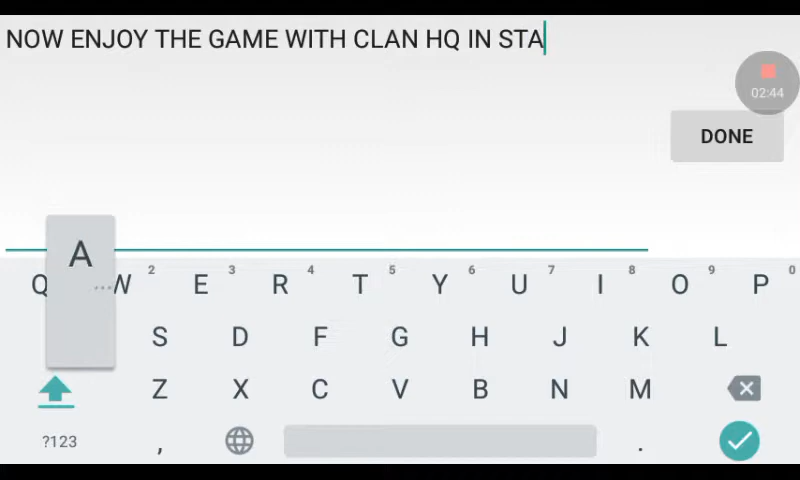 NOW ENJOY THE GAME WITH CLAN HQ IN STA
02:44
DONE
A
Q W 2 E 3 R 4 T 5 Y 6 U 7 I 8 O 9 P 0
S D F G H J K L
Z X C V B N M
?123 , .